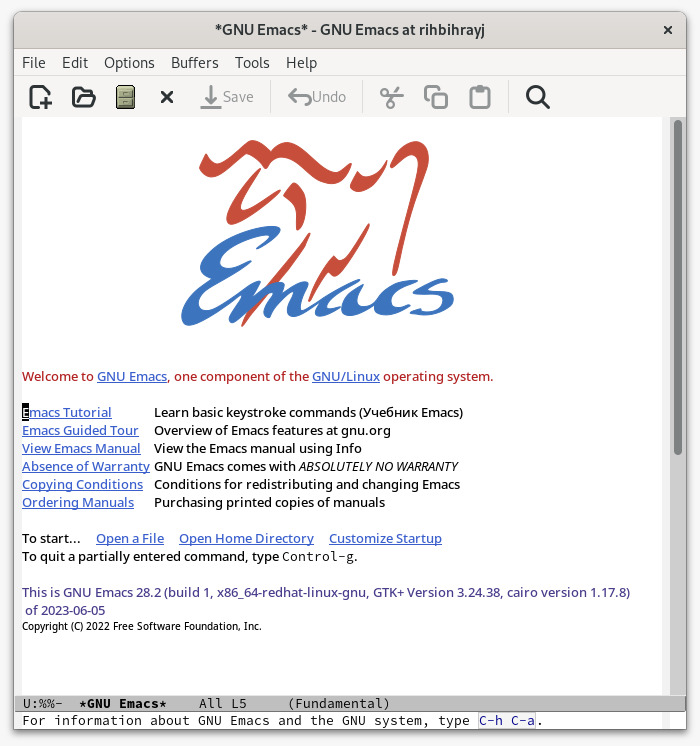 *GNU Emacs* - GNU Emacs at rihbihrayj
File Edit Options Buffers Tools Help
Save Undo
Emacs
Welcome to GNU Emacs, one component of the GNU/Linux operating system.
Emacs Tutorial Learn basic keystroke commands (Учебник Emacs)
Emacs Guided Tour Overview of Emacs features at gnu.org
View Emacs Manual View the Emacs manual using Info
Absence of Warranty GNU Emacs comes with ABSOLUTELY NO WARRANTY
Copying Conditions Conditions for redistributing and changing Emacs
Ordering Manuals Purchasing printed copies of manuals
To start... Open a File Open Home Directory Customize Startup
To quit a partially entered command, type Control-g.
This is GNU Emacs 28.2 (build 1, x86_64-redhat-linux-gnu, GTK+ Version 3.24.38, cairo version 1.17.8)
of 2023-06-05
Copyright (C) 2022 Free Software Foundation, Inc.
U:%%- *GNU Emacs* All L5 (Fundamental)
For information about GNU Emacs and the GNU system, type C-h C-a.